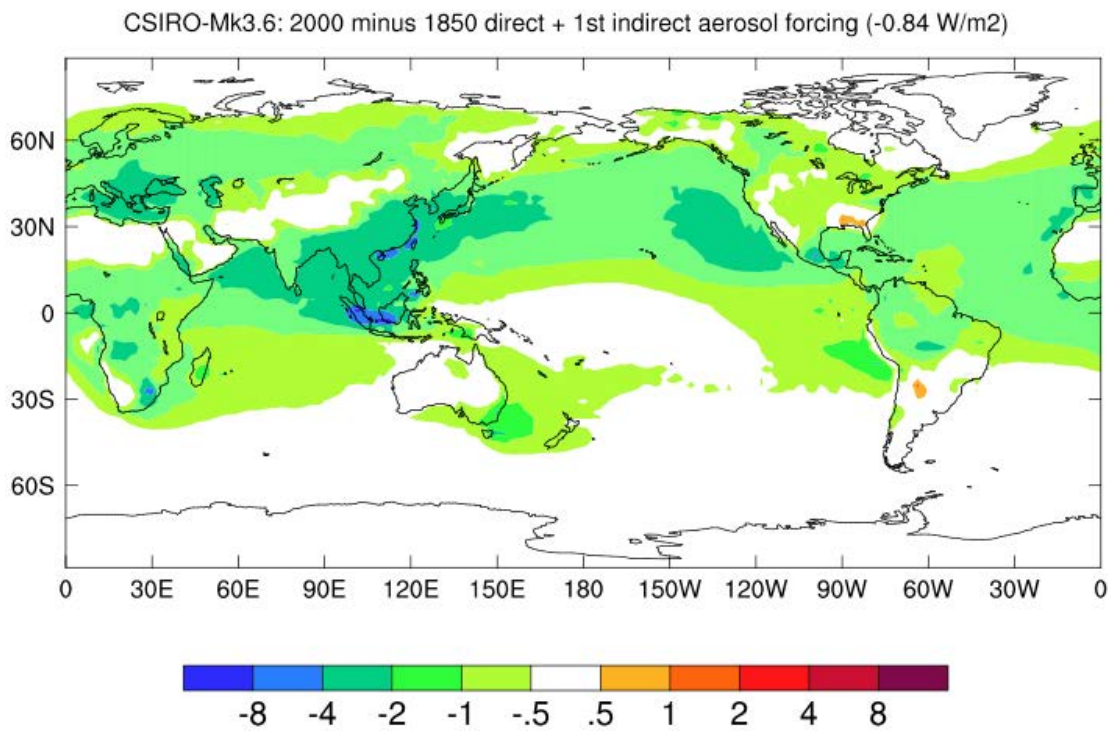 CSIRO-Mk3.6: 2000 minus 1850 direct + 1st indirect aerosol forcing (-0.84 W/m2)
60N
30N
0
30S
60S
0 30E 60E 90E 120E 150E 180 150W 120W 90W 60W 30W 0
-8 -4 -2 -1 -.5 .5 1 2 4 8